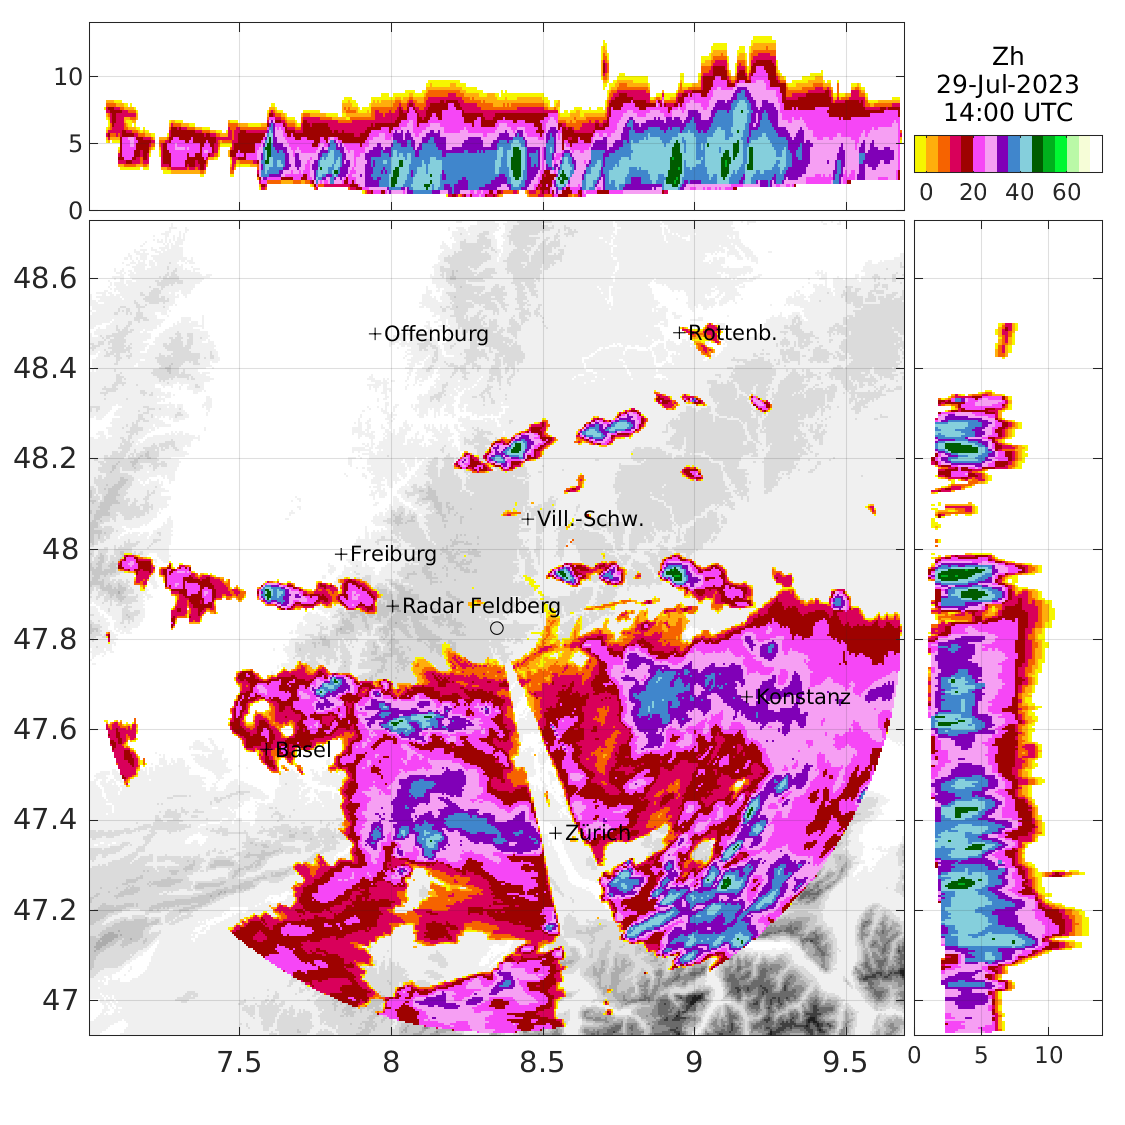 10
5
0
Zh
29-Jul-2023
14:00 UTC
0 20 40 60
48.6
48.4
48.2
48
47.8
47.6
47.4
47.2
47
+Offenburg
+Rottenb.
+Vill.-Schw.
+Freiburg
+Radar Feldberg
+Konstanz
+Basel
+Zürich
7.5 8 8.5 9 9.5
0 5 10